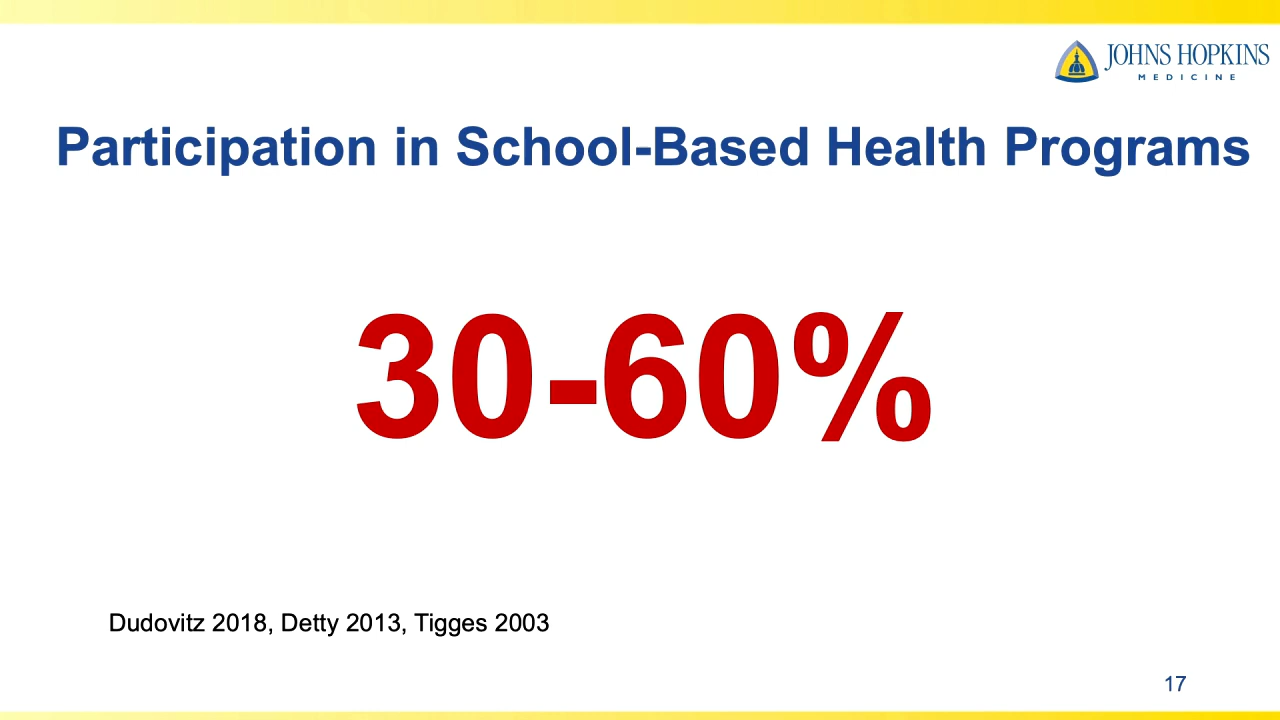 JOHNS HOPKINS
MEDICINE
Participation in School-Based Health Programs
30-60%
Dudovitz 2018, Detty 2013, Tigges 2003
17